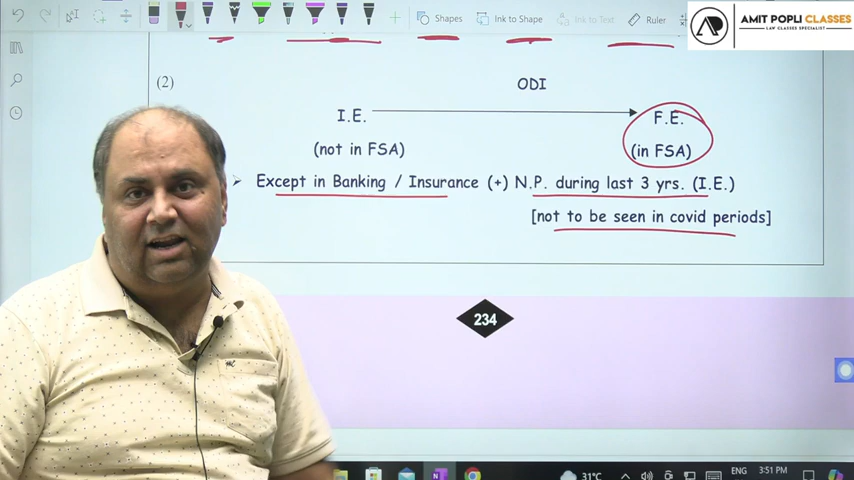 Shapes
Ink to Shape
Ink to Text
Ruler
AMIT POPLI CLASSES
LAW CLASSES SPECIALIST
(2)
ODI
I.E.
F.E.
(not in FSA)
(in FSA)
➤ Except in Banking / Insurance (+) N.P. during last 3 yrs. (I.E.)
[not to be seen in covid periods]
234
31°C
ENG
3:51 PM